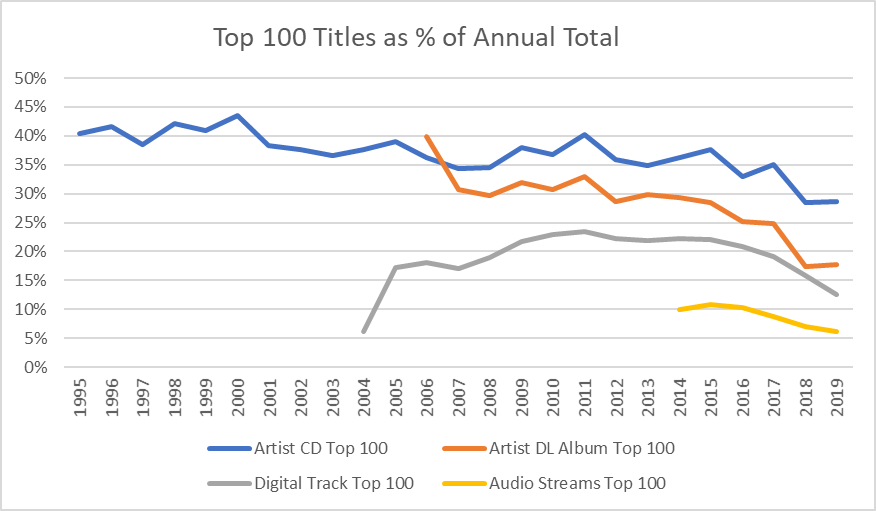 Top 100 Titles as % of Annual Total
50%
45%
40%
35%
30%
25%
20%
15%
10%
5%
0%
1995 1996 1997 1998 1999 2000 2001 2002 2003 2004 2005 2006 2007 2008 2009 2010 2011 2012 2013 2014 2015 2016 2017 2018 2019
Artist CD Top 100 Artist DL Album Top 100
Digital Track Top 100 Audio Streams Top 100